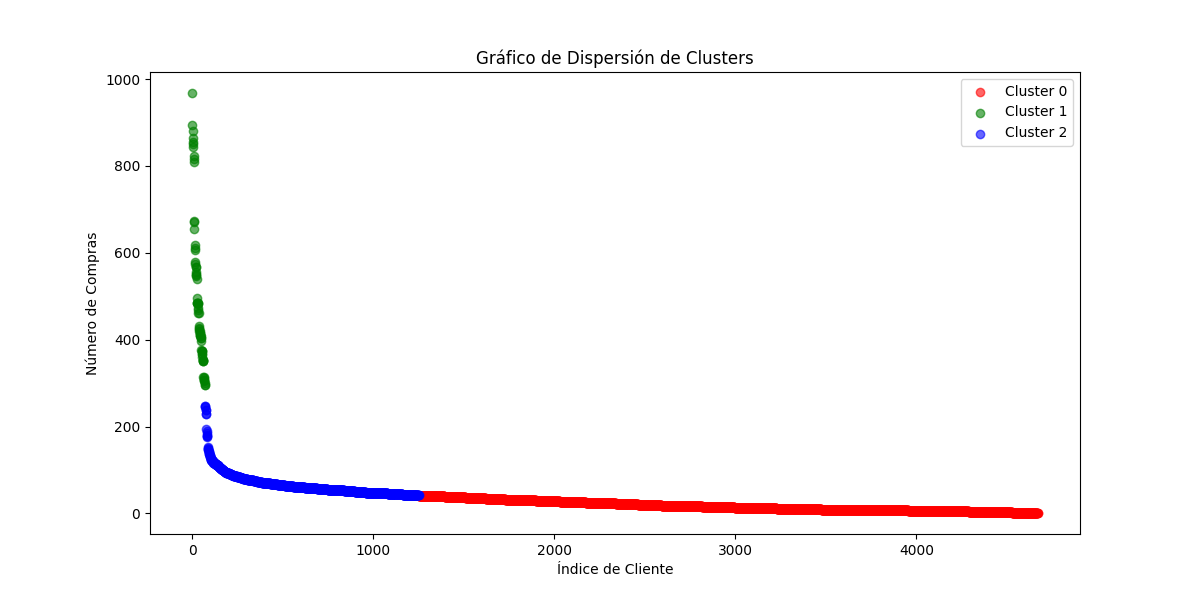 Gráfico de Dispersión de Clusters
Cluster 0
Cluster 1
Cluster 2
Número de Compras
1000
800
600
400
200
0
0
1000
2000
3000
4000
Índice de Cliente